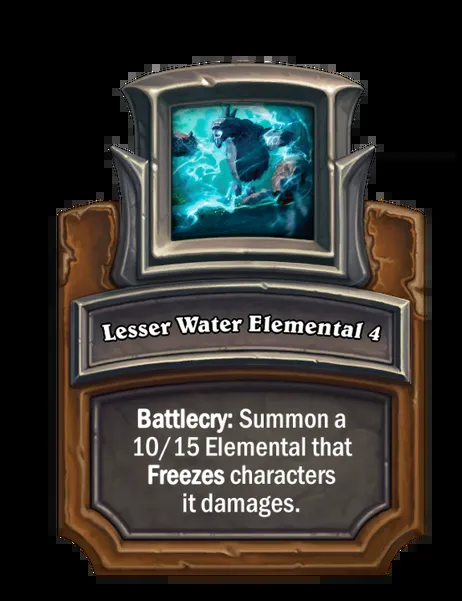 Lesser Water Elemental 4
Battlecry: Summon a
10/15 Elemental that
Freezes characters
it damages.